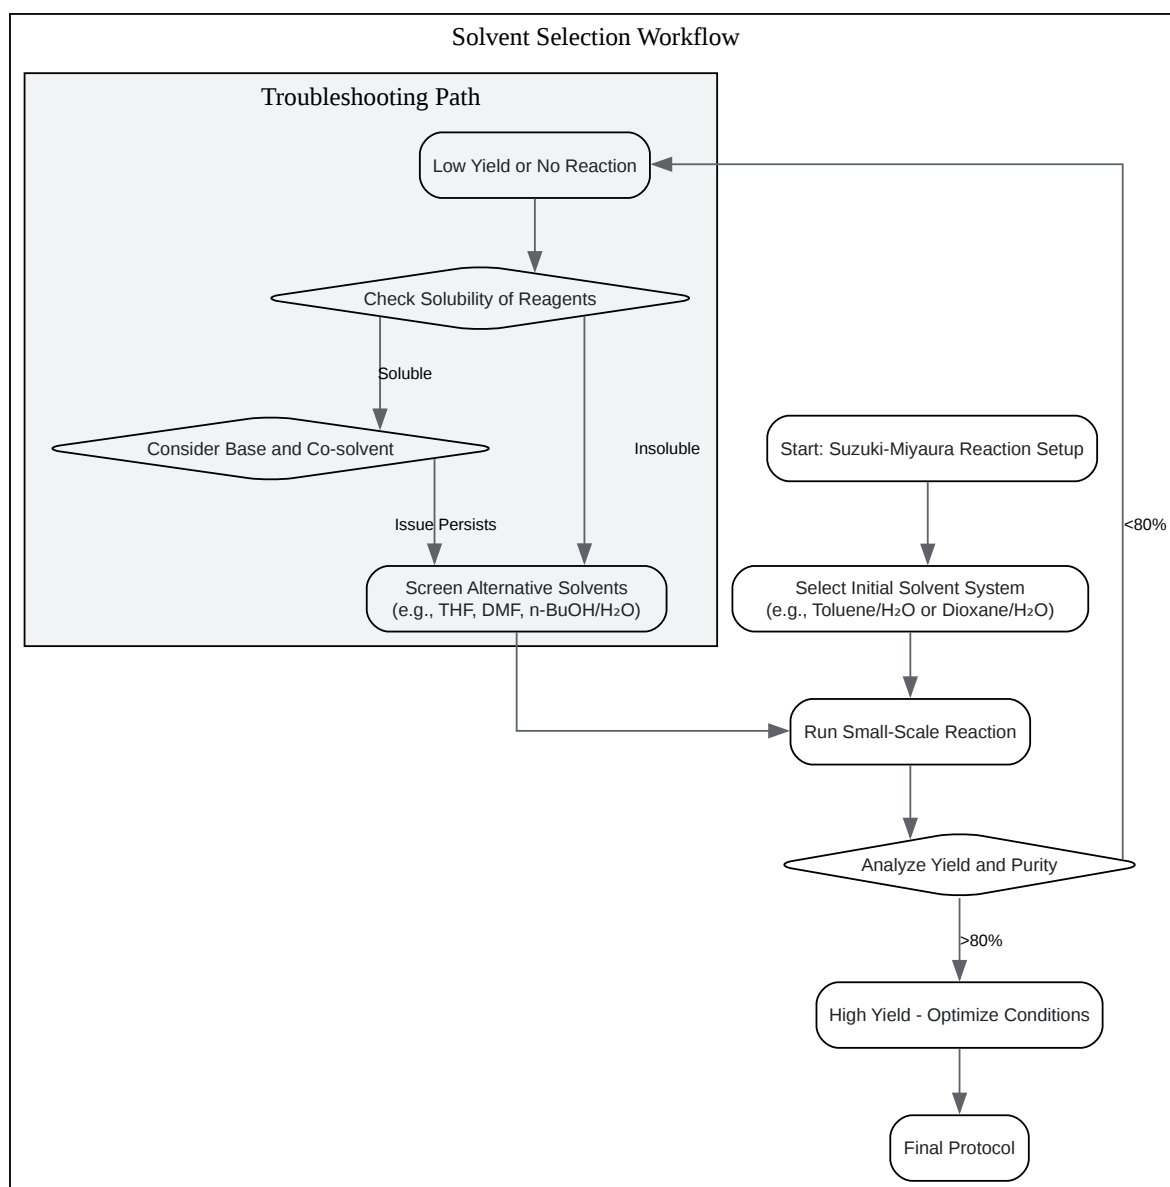 Solvent Selection Workflow
Troubleshooting Path
Low Yield or No Reaction
Check Solubility of Reagents
Soluble
Consider Base and Co-solvent
Insoluble
Start: Suzuki-Miyaura Reaction Setup
Issue Persists
<80%
Screen Alternative Solvents
(e.g., THF, DMF, n-BuOH/H₂O)
Select Initial Solvent System
(e.g., Toluene/H₂O or Dioxane/H₂O)
Run Small-Scale Reaction
Analyze Yield and Purity
>80%
High Yield - Optimize Conditions
Final Protocol